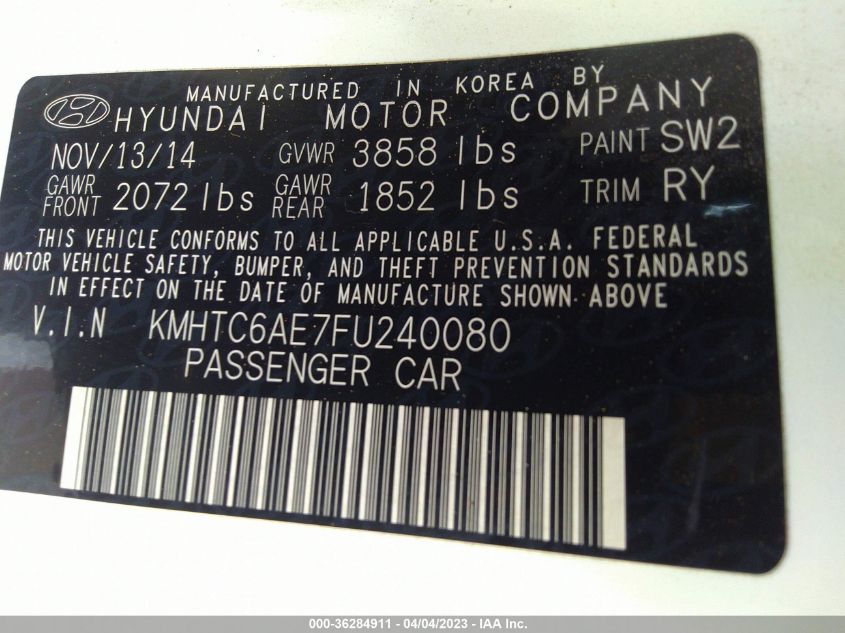 MANUFACTURED IN KOREA BY
HYUNDAI MOTOR COMPANY
NOV/13/14 GVWR 3858 lbs PAINT SW2
GAWR FRONT 2072 lbs GAWR REAR 1852 lbs TRIM RY
THIS VEHICLE CONFORMS TO ALL APPLICABLE U.S.A. FEDERAL
MOTOR VEHICLE SAFETY, BUMPER, AND THEFT PREVENTION STANDARDS
IN EFFECT ON THE DATE OF MANUFACTURE SHOWN ABOVE
V.I.N KMHTC6AE7FU240080
PASSENGER CAR
000-36284911 - 04/04/2023 - IAA Inc.